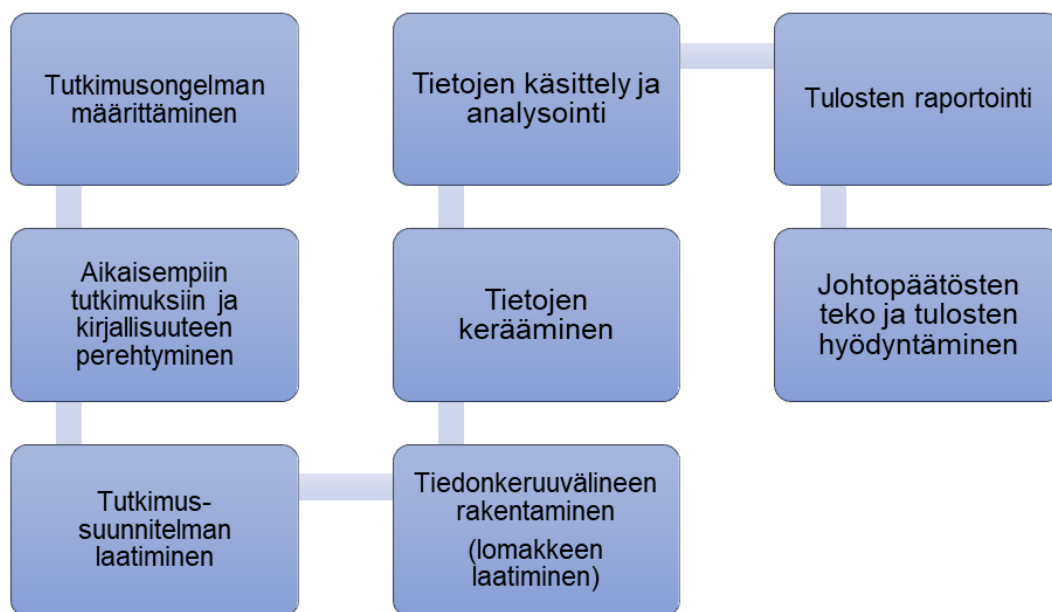 Tutkimusongelman
määrittäminen
Aikaisempiin
tutkimuksiin ja
kirjallisuuteen
perehtyminen
Tutkimus-
suunnitelman
laatiminen
Tiedonkeruuvälineen
rakentaminen
(lomakkeen
laatiminen)
Tietojen
kerääminen
Tietojen käsittely ja
analysointi
Tulosten raportointi
Johtopäätösten
teko ja tulosten
hyödyntäminen